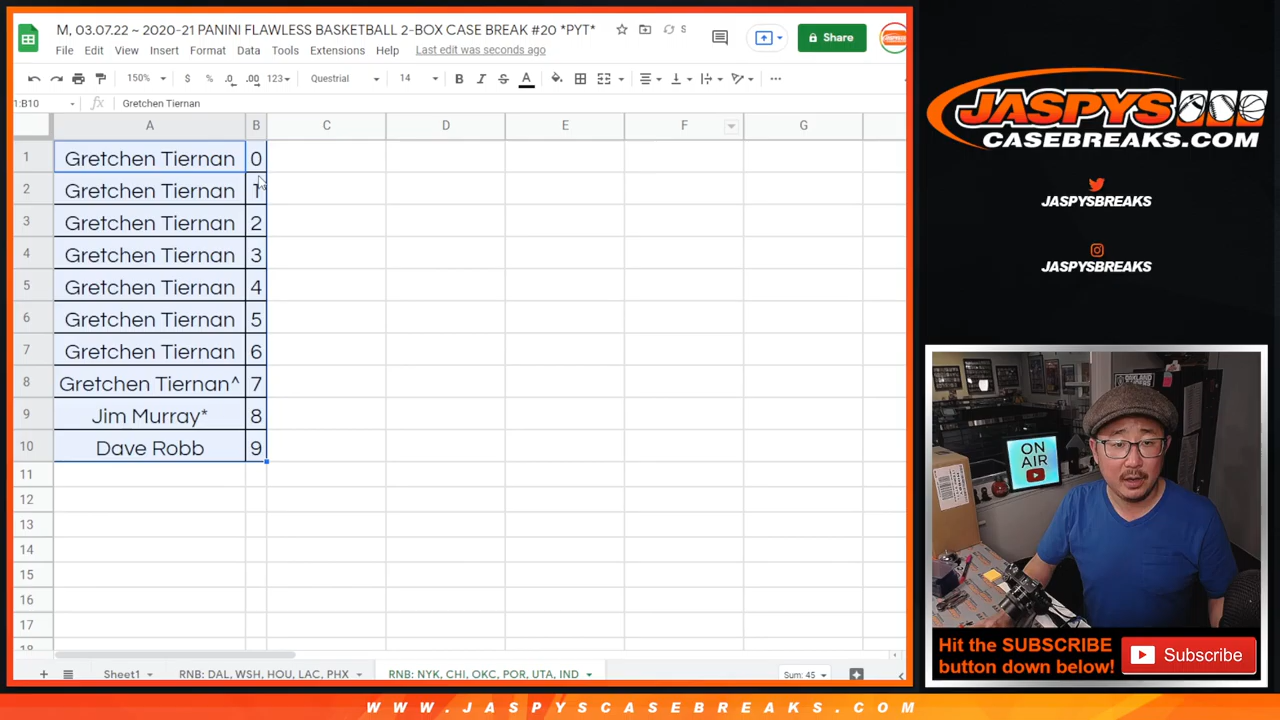 M, 03.07.22 ~ 2020-21 PANINI FLAWLESS BASKETBALL 2-BOX CASE BREAK #20 *PYT*
S
Share
File Edit View Insert Format Data Tools Extensions Help Last edit was seconds ago
150% $ % .0 .00 123 Questrial 14 B I S A
1:B10 fx Gretchen Tiernan
A B C D E F G
1 Gretchen Tiernan 0
2 Gretchen Tiernan 1
3 Gretchen Tiernan 2
4 Gretchen Tiernan 3
5 Gretchen Tiernan 4
6 Gretchen Tiernan 5
7 Gretchen Tiernan 6
8 Gretchen Tiernan^ 7
9 Jim Murray* 8
10 Dave Robb 9
11
12
13
14
15
16
17
18
+ Sheet1 RNB: DAL, WSH, HOU, LAC, PHX RNB: NYK, CHI, OKC, POR, UTA, IND Sum: 45
JASPYS
CASEBREAKS.COM
JASPYSBREAKS
JASPYSBREAKS
ON
AIR
Hit the SUBSCRIBE
button down below!
Subscribe
WWW.JASPYSCASEBREAKS.COM